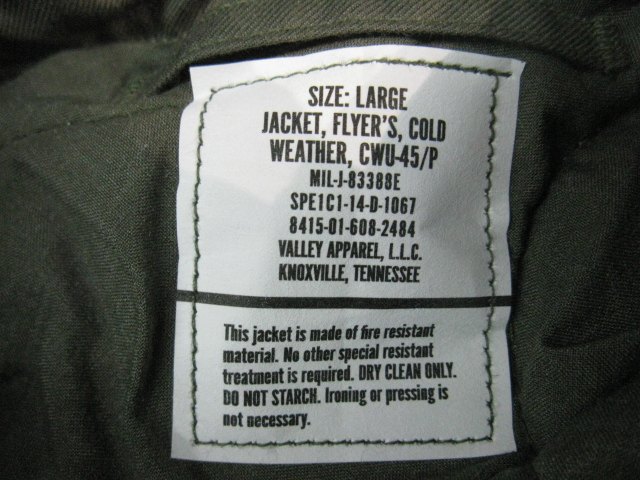 SIZE: LARGE
JACKET, FLYER'S, COLD
WEATHER, CWU-45/P
MIL-J-83388E
SPE1C1-14-D-1067
8415-01-608-2484
VALLEY APPAREL, L.L.C.
KNOXVILLE, TENNESSEE
This jacket is made of fire resistant
material. No other special resistant
treatment is required. DRY CLEAN ONLY.
DO NOT STARCH. Ironing or pressing is
not necessary.